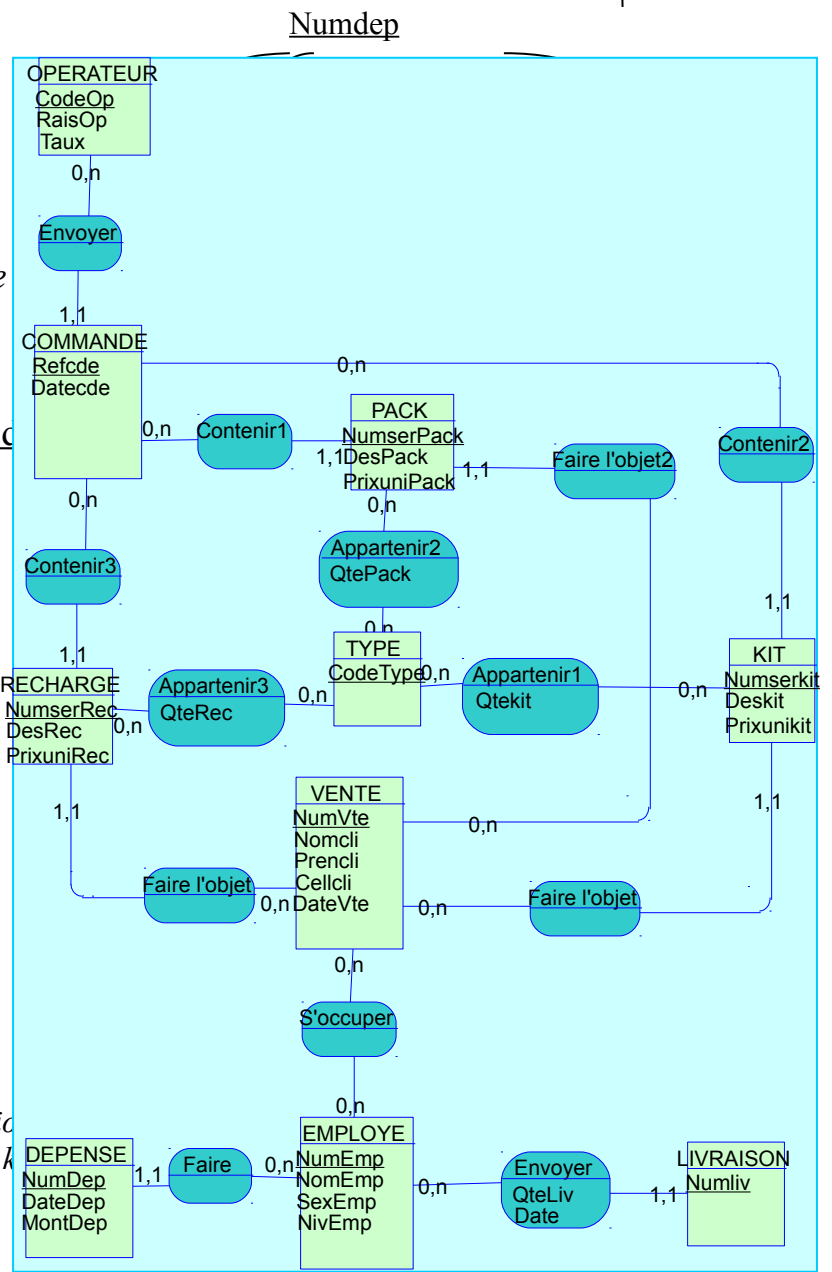 Numdep
OPERATEUR
CodeOp
RaisOp
Taux
0,n
Envoyer
e
1,1
COMMANDE
Refcde
Datecde
0,n
PACK
NumserPack
DesPack
PrixuniPack
0,n
Contenir1
1,1
1,1
Faire l'objet2
Contenir2
c
0,n
0,n
Appartenir2
QtePack
Contenir3
1,1
0,n
1,1
TYPE
CodeType
KIT
Numserkit
Deskit
Prixunikit
RECHARGE
NumserRec
DesRec
PrixuniRec
0,n
Appartenir3
QteRec
0,n
0,n
Appartenir1
Qtekit
0,n
VENTE
NumVte
Nomcli
Prencli
Cellcli
DateVte
1,1
0,n
1,1
Faire l'objet
0,n
0,n
Faire l'objet
0,n
S'occuper
0,n
EMPLOYE
NumEmp
NomEmp
SexEmp
NivEmp
k
DEPENSE
NumDep
DateDep
MontDep
1,1
Faire
0,n
0,n
Envoyer
QteLiv
Date
1,1
LIVRAISON
Numliv